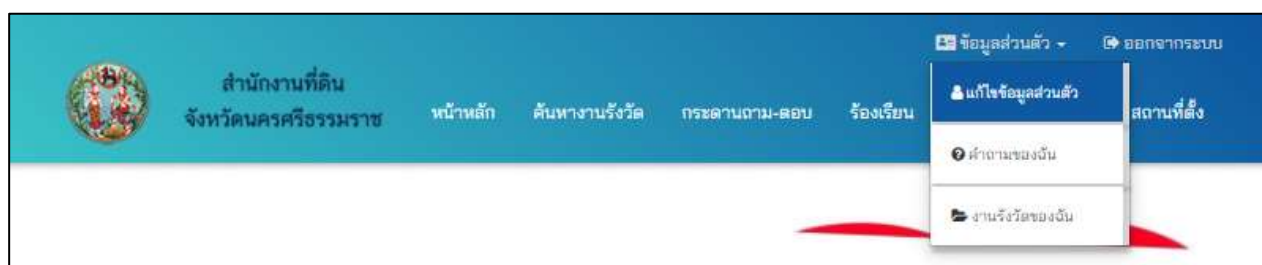 ข้อมูลส่วนตัว ออกจากระบบ
สำนักงานที่ดิน
จังหวัดนครศรีธรรมราช
หน้าหลัก ค้นหางานรังวัด กระดานถาม-ตอบ ร้องเรียน สถานที่ตั้ง
แก้ไขข้อมูลส่วนตัว
คำถามของฉัน
งานรังวัดของฉัน